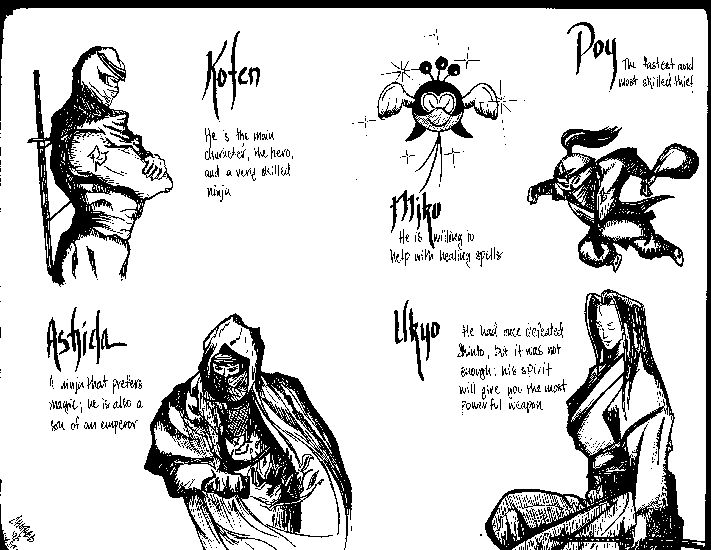 Kofen
He is the main
character, the hero,
and a very skilled
ninja
Miko
He is willing to
help with healing spells
Poy
The fastest and
most skilled thief
Ashida
A ninja that prefers
magic; he is also a
son of an emperor
Ukyo
He had once defeated
Shinto, but it was not
enough: his spirit
will give you the most
powerful weapon